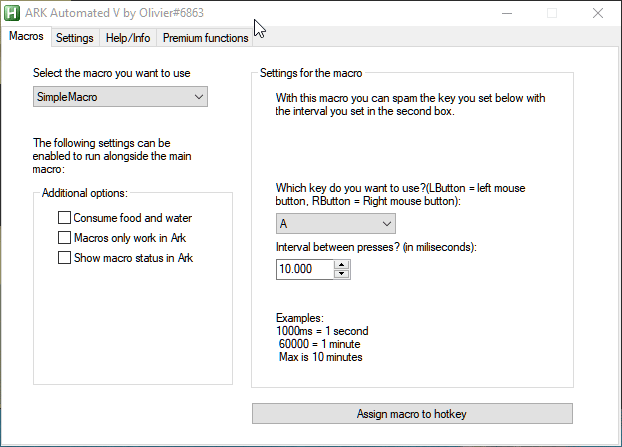 ARK Automated V by Olivier#6863
Macros Settings Help/Info Premium functions
Select the macro you want to use
SimpleMacro
The following settings can be
enabled to run alongside the main
macro:
Additional options:
Consume food and water
Macros only work in Ark
Show macro status in Ark
Settings for the macro
With this macro you can spam the key you set below with
the interval you set in the second box.
Which key do you want to use?(LButton = left mouse
button, RButton = Right mouse button):
A
Interval between presses? (in miliseconds):
10.000
Examples:
1000ms = 1 second
60000 = 1 minute
Max is 10 minutes
Assign macro to hotkey